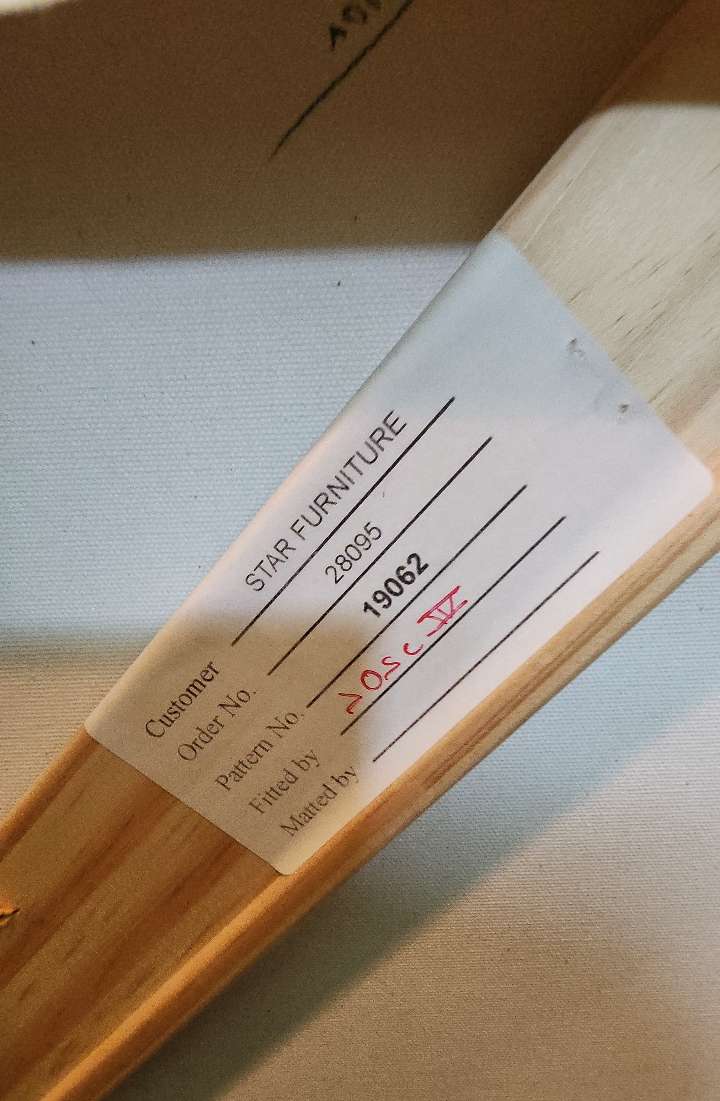 Customer STAR FURNITURE
Order No. 28095
Pattern No. 19062
Fitted by
Matted by